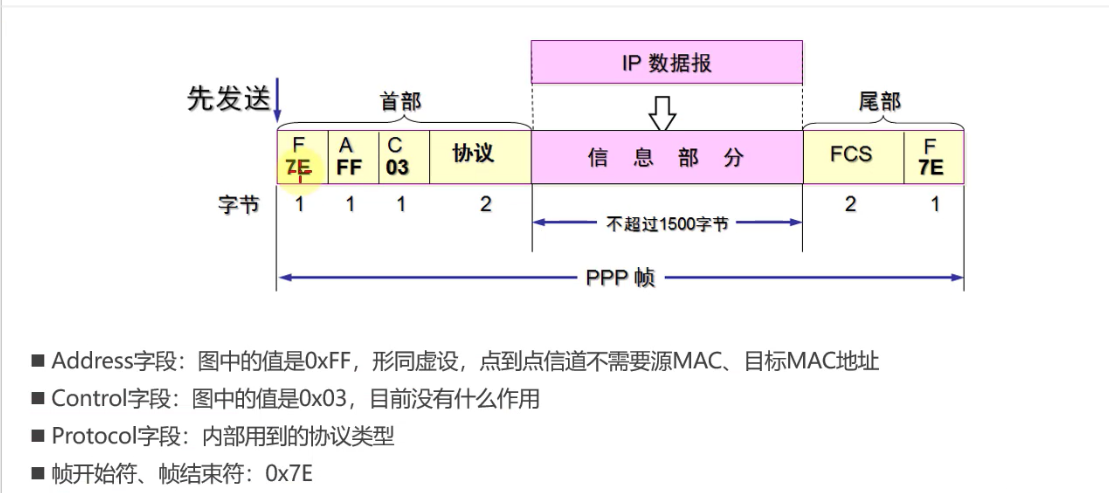 IP 数据报
先发送
首部
尾部
F A C 协议 信 息 部 分 FCS F
7E FF 03 7E
字节 1 1 1 2 不超过1500字节 2 1
PPP 帧
■ Address字段：图中的值是0xFF，形同虚设，点到点信道不需要源MAC、目标MAC地址
■ Control字段：图中的值是0x03，目前没有什么作用
■ Protocol字段：内部用到的协议类型
■ 帧开始符、帧结束符：0x7E